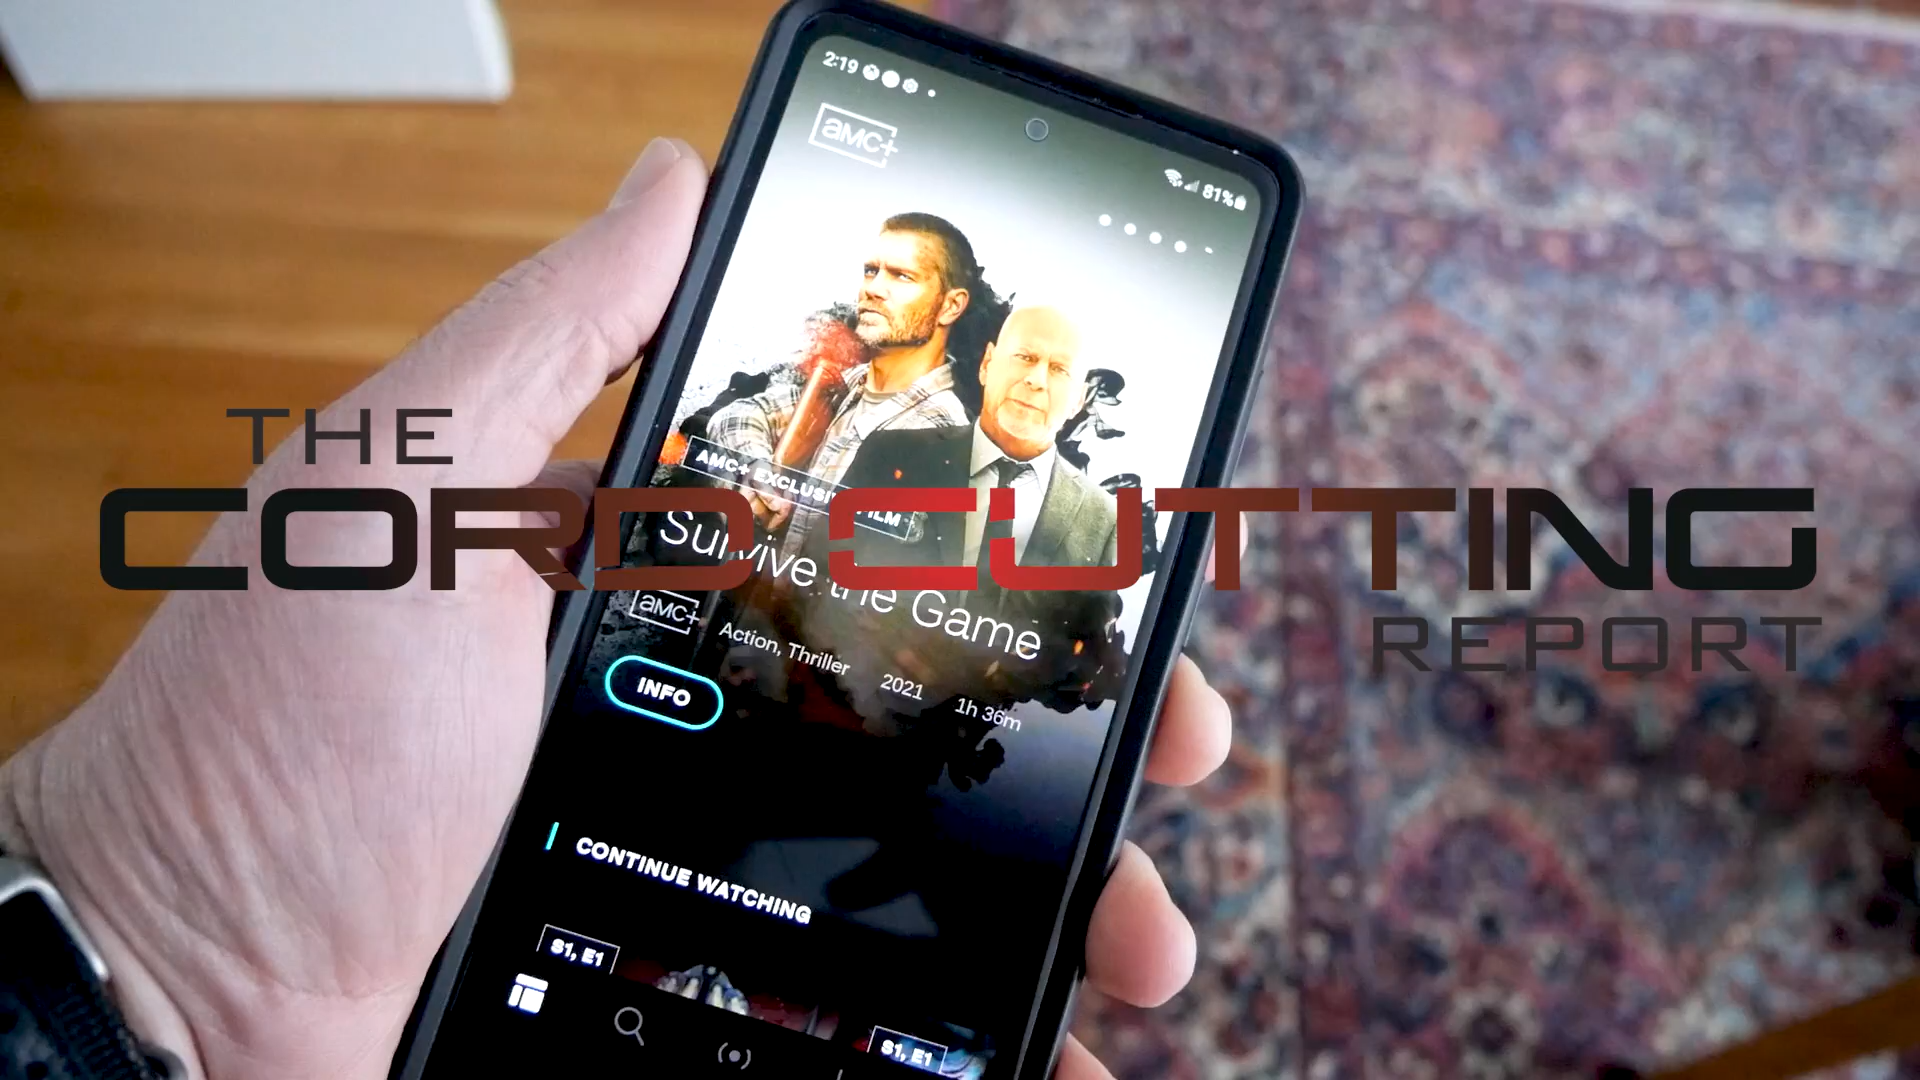 2:19
aMC+
81%
THE
CORD CUTTING
REPORT
AMC+ EXCLUSIVE FILM
Survive the Game
aMC+
Action, Thriller 2021 1h 36m
INFO
CONTINUE WATCHING
S1, E1
S1, E1